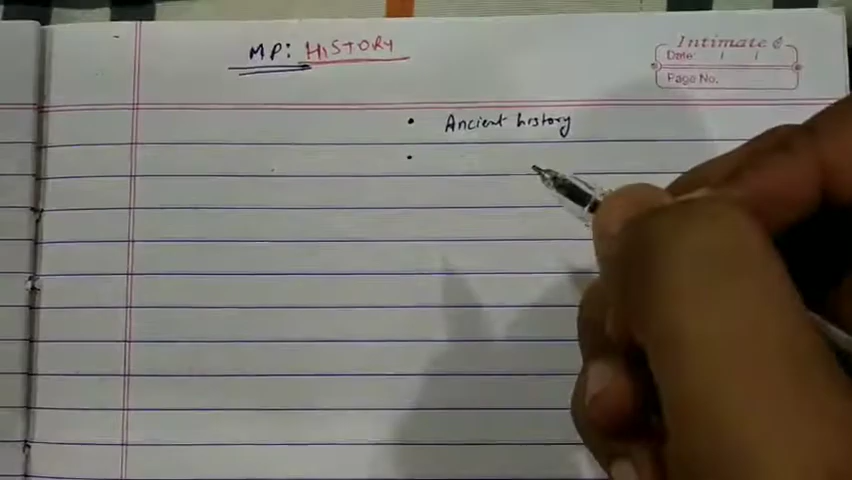 MP: HISTORY
Intimate
Date: / /
Page No.
• Ancient history
•